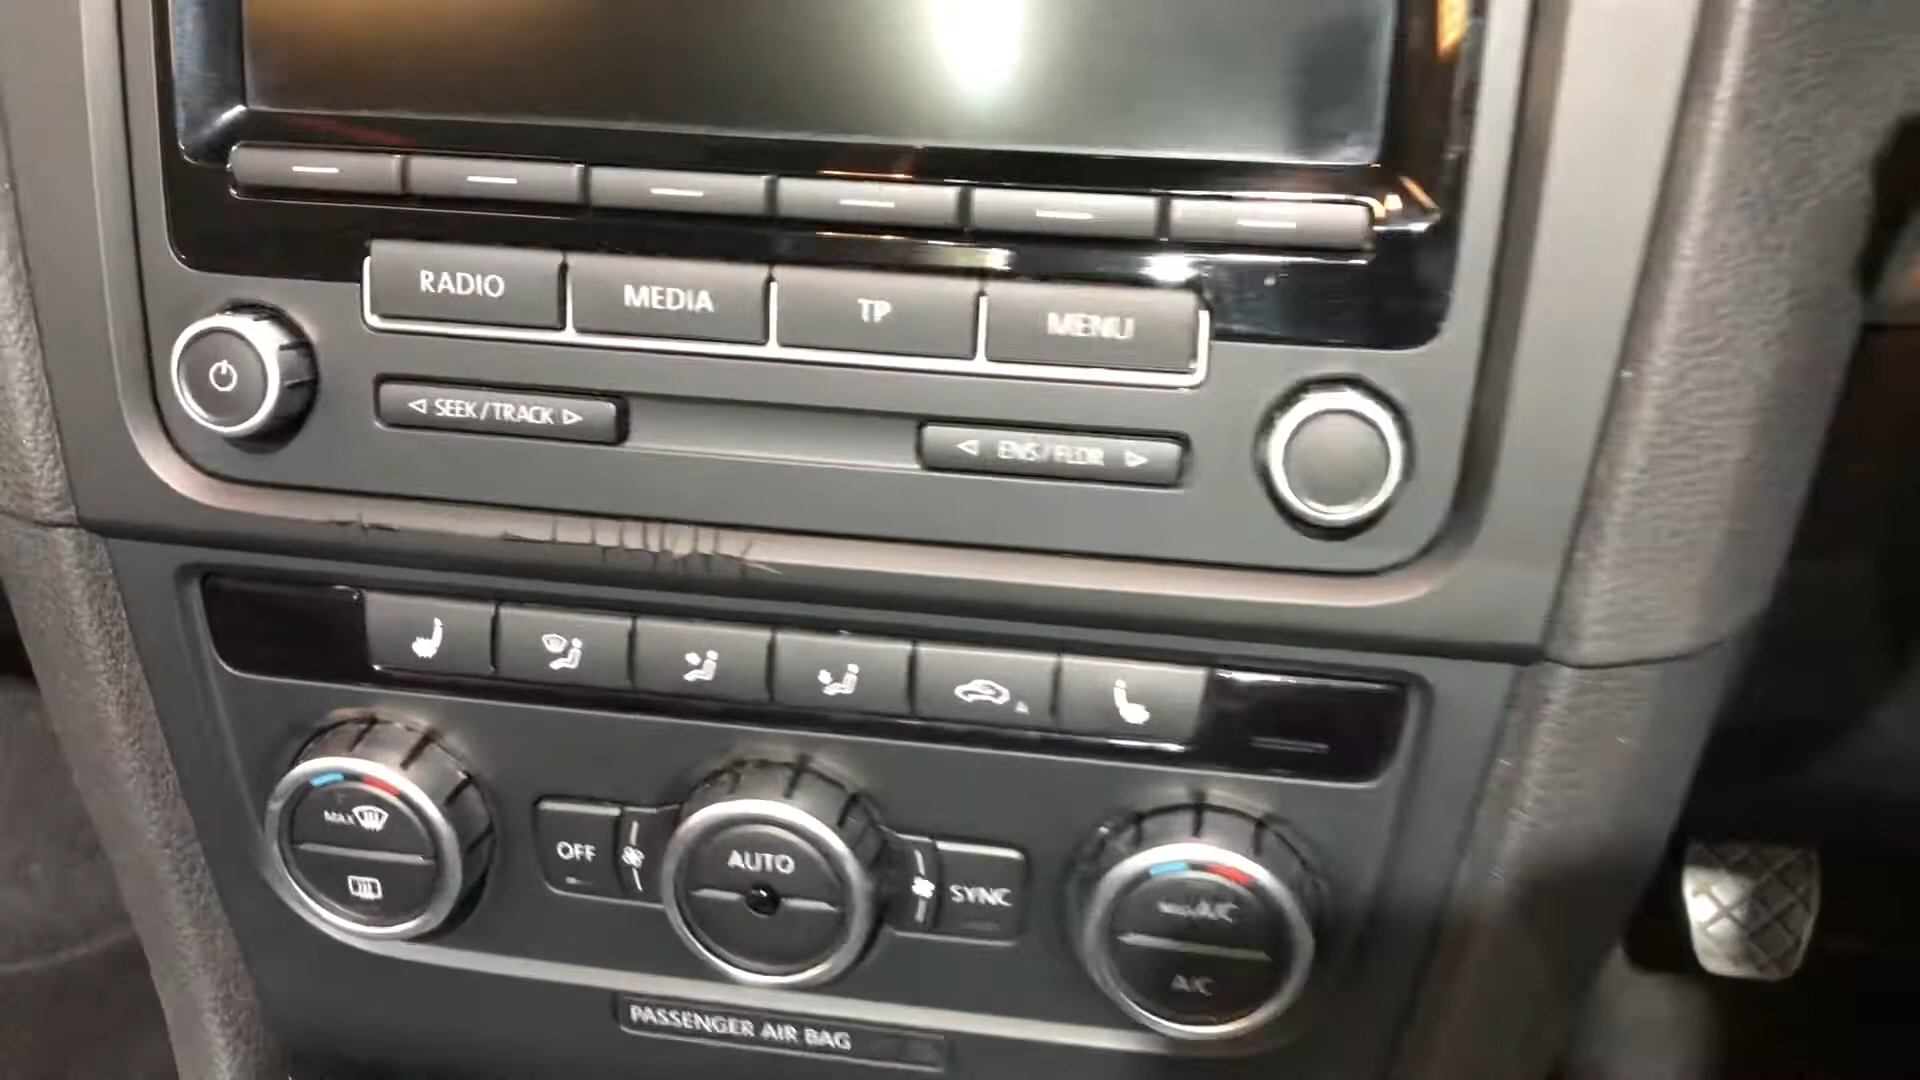 RADIO
MEDIA
TP
MENU
SEEK / TRACK
MAX
OFF
AUTO
SYNC
A/C
A/C
PASSENGER AIR BAG